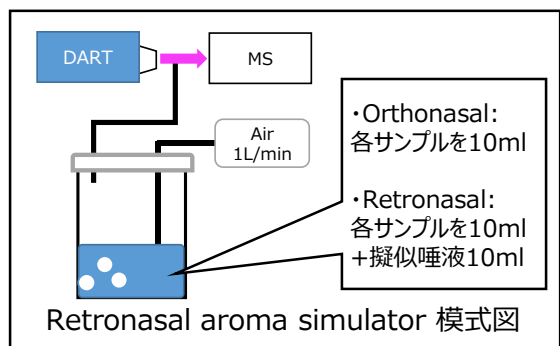 DART
MS
Air
1L/min
・Orthonasal:
各サンプルを10ml
・Retronasal:
各サンプルを10ml
+擬似唾液10ml
Retronasal aroma simulator 模式図